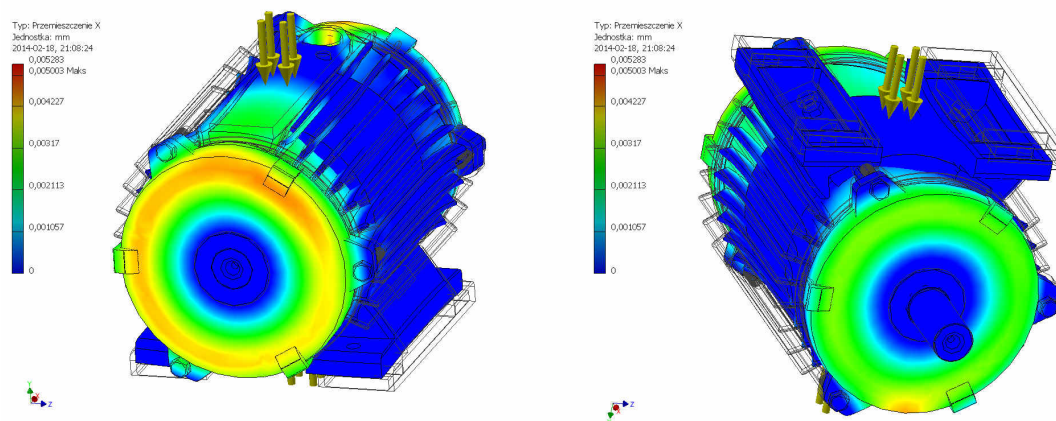 Typ: Przemieszczenie X
Jednostka: mm
2014-02-18, 21:08:24
0,005283
0,005003 Maks
0,004227
0,00317
0,002113
0,001057
0
Y
X
Z
Typ: Przemieszczenie X
Jednostka: mm
2014-02-18, 21:08:24
0,005283
0,005003 Maks
0,004227
0,00317
0,002113
0,001057
0
Z
X
Y